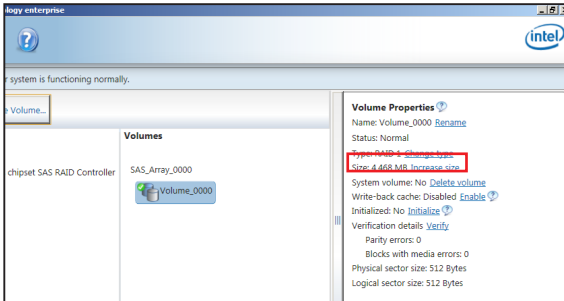 ology enterprise
intel
r system is functioning normally.
e Volume...
Volumes
chipset SAS RAID Controller
SAS_Array_0000
Volume_0000
Volume Properties
Name: Volume_0000 Rename
Status: Normal
Type: RAID 1 Change type
Size: 4,468 MB Increase size
System volume: No Delete volume
Write-back cache: Disabled Enable
Initialized: No Initialize
Verification details Verify
Parity errors: 0
Blocks with media errors: 0
Physical sector size: 512 Bytes
Logical sector size: 512 Bytes